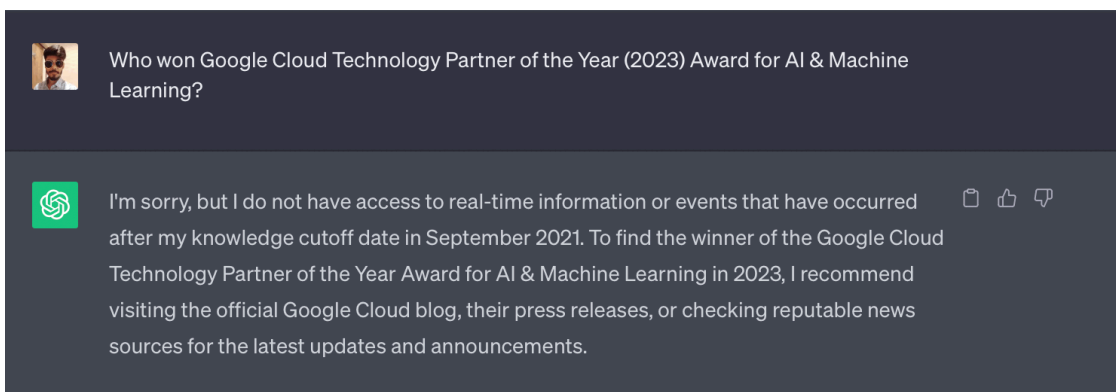 Who won Google Cloud Technology Partner of the Year (2023) Award for AI & Machine
Learning?
I'm sorry, but I do not have access to real-time information or events that have occurred
after my knowledge cutoff date in September 2021. To find the winner of the Google Cloud
Technology Partner of the Year Award for AI & Machine Learning in 2023, I recommend
visiting the official Google Cloud blog, their press releases, or checking reputable news
sources for the latest updates and announcements.